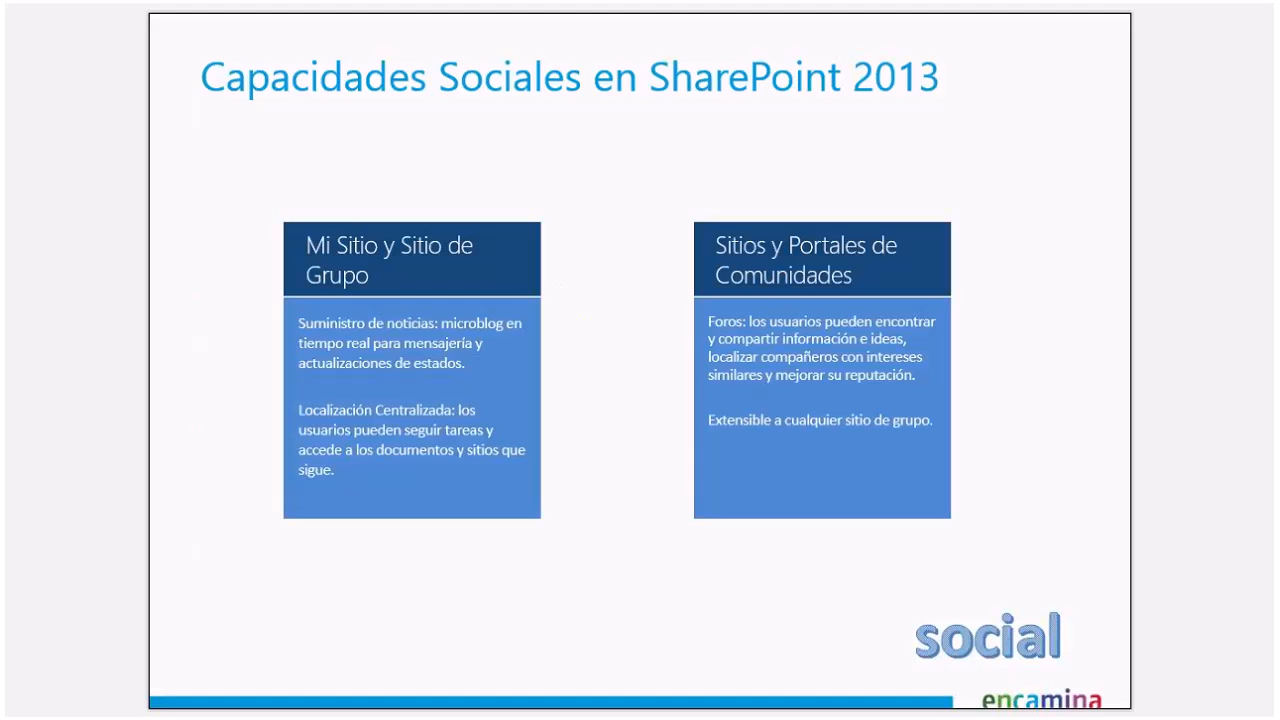 Capacidades Sociales en SharePoint 2013
Mi Sitio y Sitio de
Grupo
Suministro de noticias: microblog en
tiempo real para mensajería y
actualizaciones de estados.
Localización Centralizada: los
usuarios pueden seguir tareas y
accede a los documentos y sitios que
sigue.
Sitios y Portales de
Comunidades
Foros: los usuarios pueden encontrar
y compartir información e ideas,
localizar compañeros con intereses
similares y mejorar su reputación.
Extensible a cualquier sitio de grupo.
social
encamina